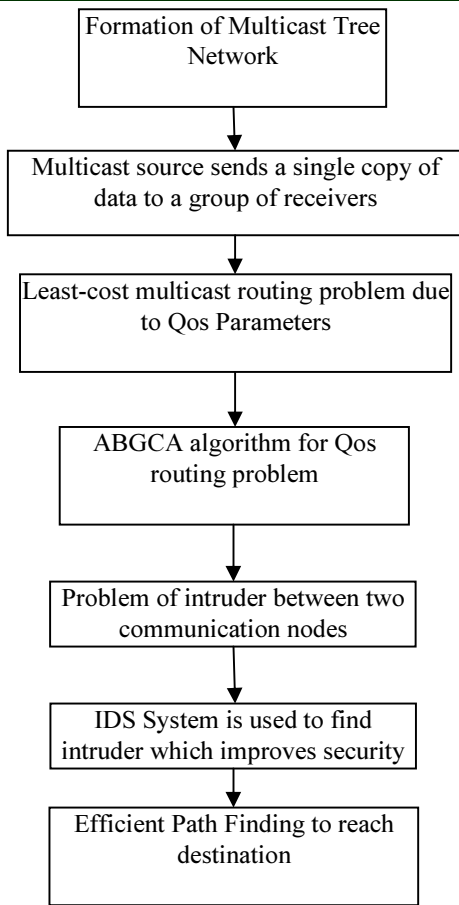 Formation of Multicast Tree
Network
Multicast source sends a single copy of
data to a group of receivers
Least-cost multicast routing problem due
to Qos Parameters
ABGCA algorithm for Qos
routing problem
Problem of intruder between two
communication nodes
IDS System is used to find
intruder which improves security
Efficient Path Finding to reach
destination